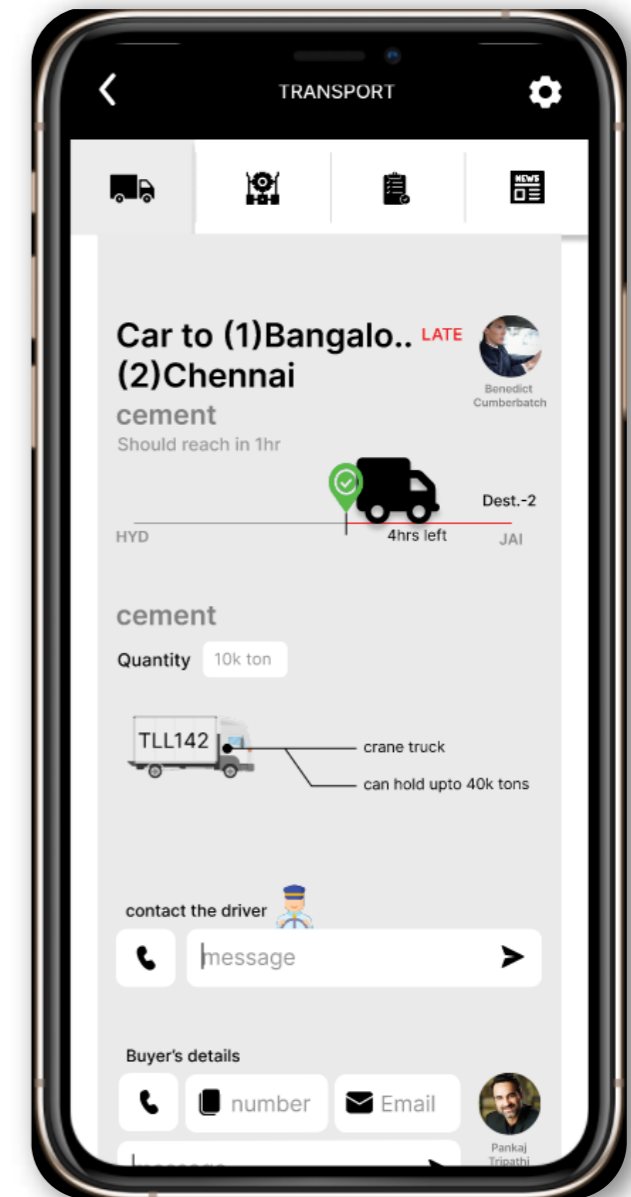 TRANSPORT
NEWS
Car to (1)Bangalo.. LATE
(2)Chennai
Benedict
Cumberbatch
cement
Should reach in 1hr
Dest.-2
HYD
4hrs left
JAI
cement
Quantity 10k ton
TLL142
crane truck
can hold upto 40k tons
contact the driver
message
Buyer's details
number
Email
Pankaj
Tripathi